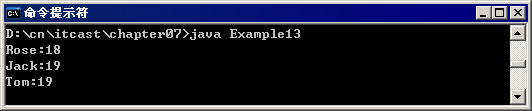 命令提示符
D:\cn\itcast\chapter07>java Example13
Rose:18
Jack:19
Tom:19